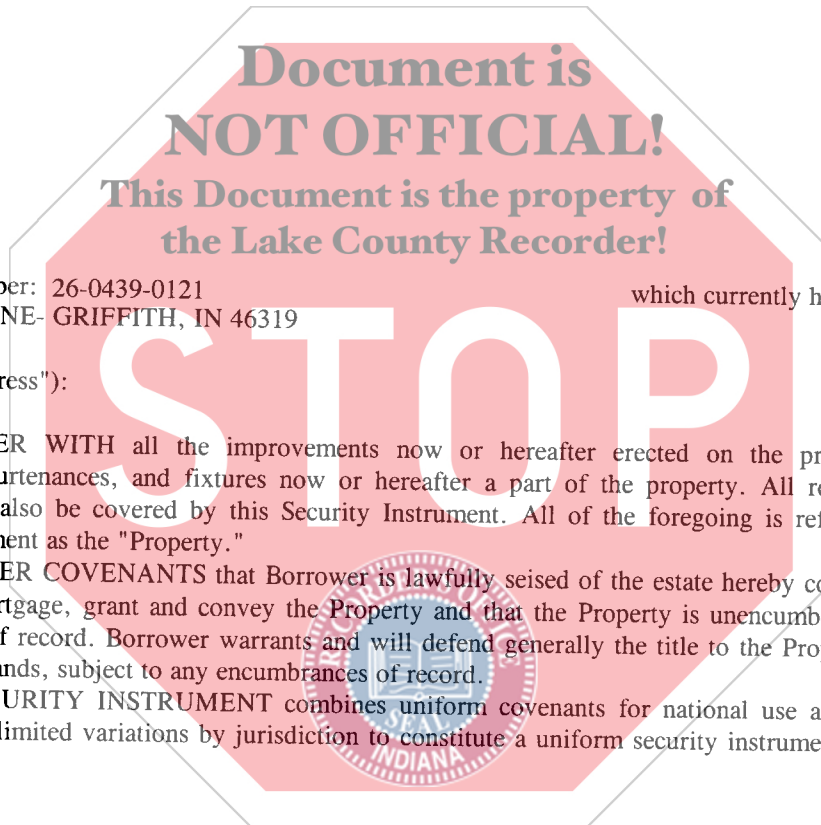 Document is
NOT OFFICIAL!
This Document is the property of
the Lake County Recorder!
ber: 26-0439-0121 which currently h
NE- GRIFFITH, IN 46319
STOP
ress"):
ER WITH all the improvements now or hereafter erected on the pr
urtenances, and fixtures now or hereafter a part of the property. All re
also be covered by this Security Instrument. All of the foregoing is ref
nent as the "Property."
ER COVENANTS that Borrower is lawfully seised of the estate hereby co
rtgage, grant and convey the Property and that the Property is unencumb
f record. Borrower warrants and will defend generally the title to the Pro
nds, subject to any encumbrances of record.
URITY INSTRUMENT combines uniform covenants for national use a
limited variations by jurisdiction to constitute a uniform security instrume
RECORDER'S OFFICE
SEAL
INDIANA